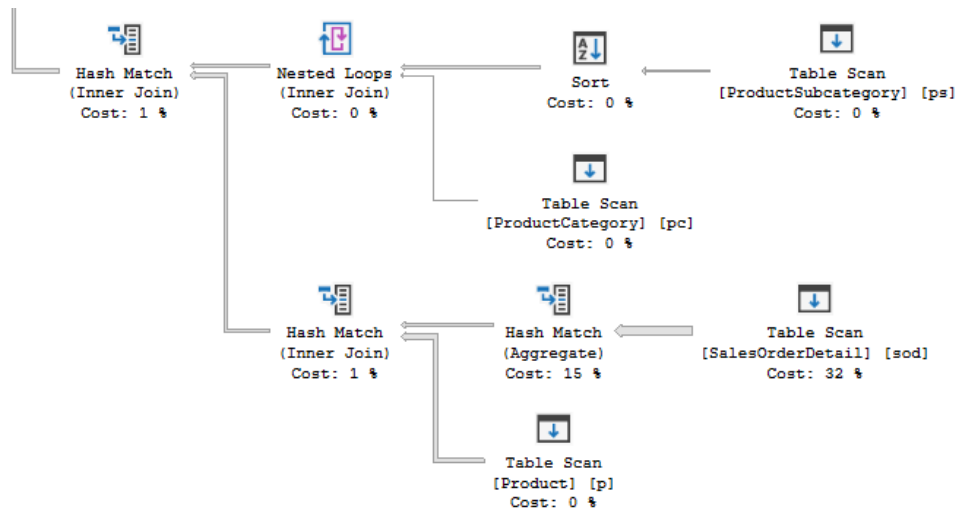 Hash Match
(Inner Join)
Cost: 1 %
Nested Loops
(Inner Join)
Cost: 0 %
A
Z
Sort
Cost: 0 %
Table Scan
[ProductSubcategory] [ps]
Cost: 0 %
Table Scan
[ProductCategory] [pc]
Cost: 0 %
Hash Match
(Inner Join)
Cost: 1 %
Hash Match
(Aggregate)
Cost: 15 %
Table Scan
[SalesOrderDetail] [sod]
Cost: 32 %
Table Scan
[Product] [p]
Cost: 0 %